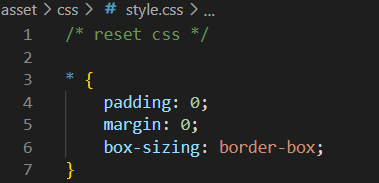 asset > css > # style.css > ...
1 /* reset css */
2
3 * {
4 padding: 0;
5 margin: 0;
6 box-sizing: border-box;
7 }